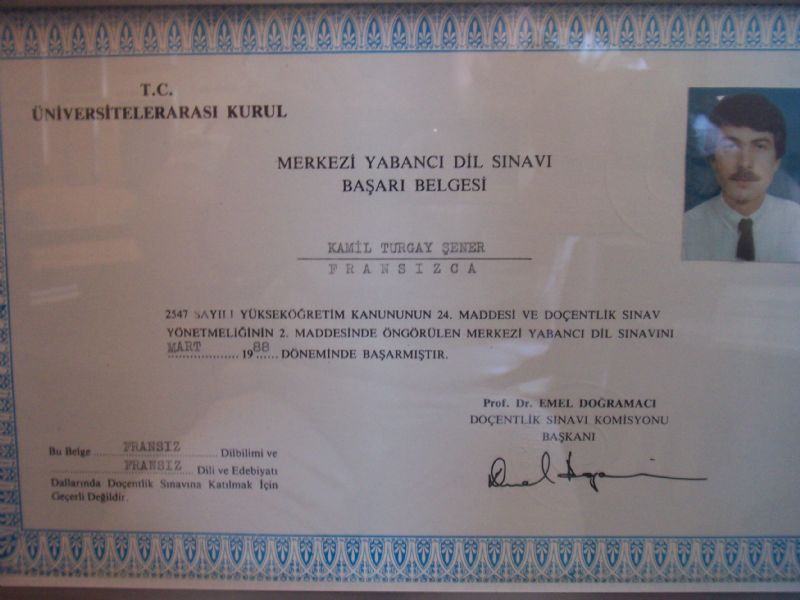 T.C.
ÜNİVERSİTELERARASI KURUL
MERKEZİ YABANCI DİL SINAVI
BAŞARI BELGESİ
KAMİL TURGAY ŞENER
FRANSIZCA
2547 SAYILI YÜKSEKÖĞRETİM KANUNUNUN 24. MADDESİ VE DOÇENTLİK SINAV
YÖNETMELİĞİNİN 2. MADDESİNDE ÖNGÖRÜLEN MERKEZİ YABANCI DİL SINAVINI
MART 1988 DÖNEMİNDE BAŞARMIŞTIR.
Prof. Dr. EMEL DOĞRAMACI
DOÇENTLİK SINAVI KOMİSYONU
BAŞKANI
Bu Belge FRANSIZ Dilbilimi ve
FRANSIZ Dili ve Edebiyatı
Dallarında Doçentlik Sınavına Katılmak İçin
Geçerli Değildir.